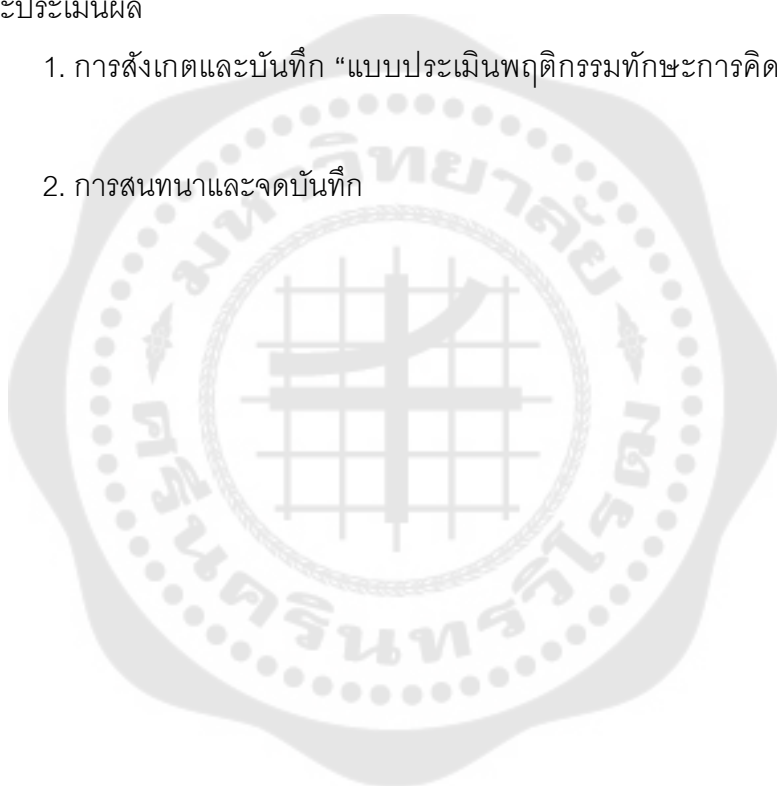 ะประเมินผล
1. การสังเกตและบันทึก “แบบประเมินพฤติกรรมทักษะการคิด
2. การสนทนาและจดบันทึก
มหาวิทยาลัย
ศรีนครินทรวิโรฒ